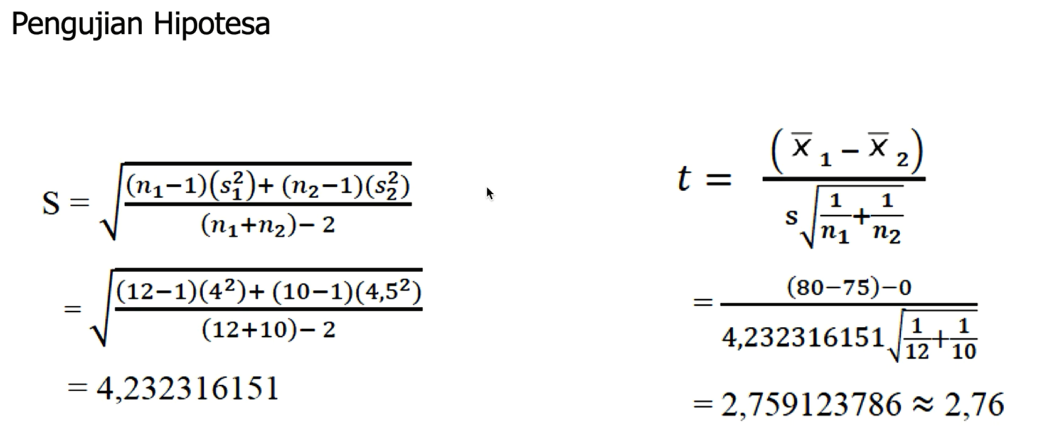 Pengujian Hipotesa
S = √((n₁−1)(s₁²)+ (n₂−1)(s₂²) / (n₁+n₂)− 2)
= √((12−1)(4²)+ (10−1)(4,5²) / (12+10)− 2)
= 4,232316151
t = (x̅₁ − x̅₂) / s√(1/n₁ + 1/n₂)
= (80−75)−0 / 4,232316151√(1/12 + 1/10)
= 2,759123786 ≈ 2,76